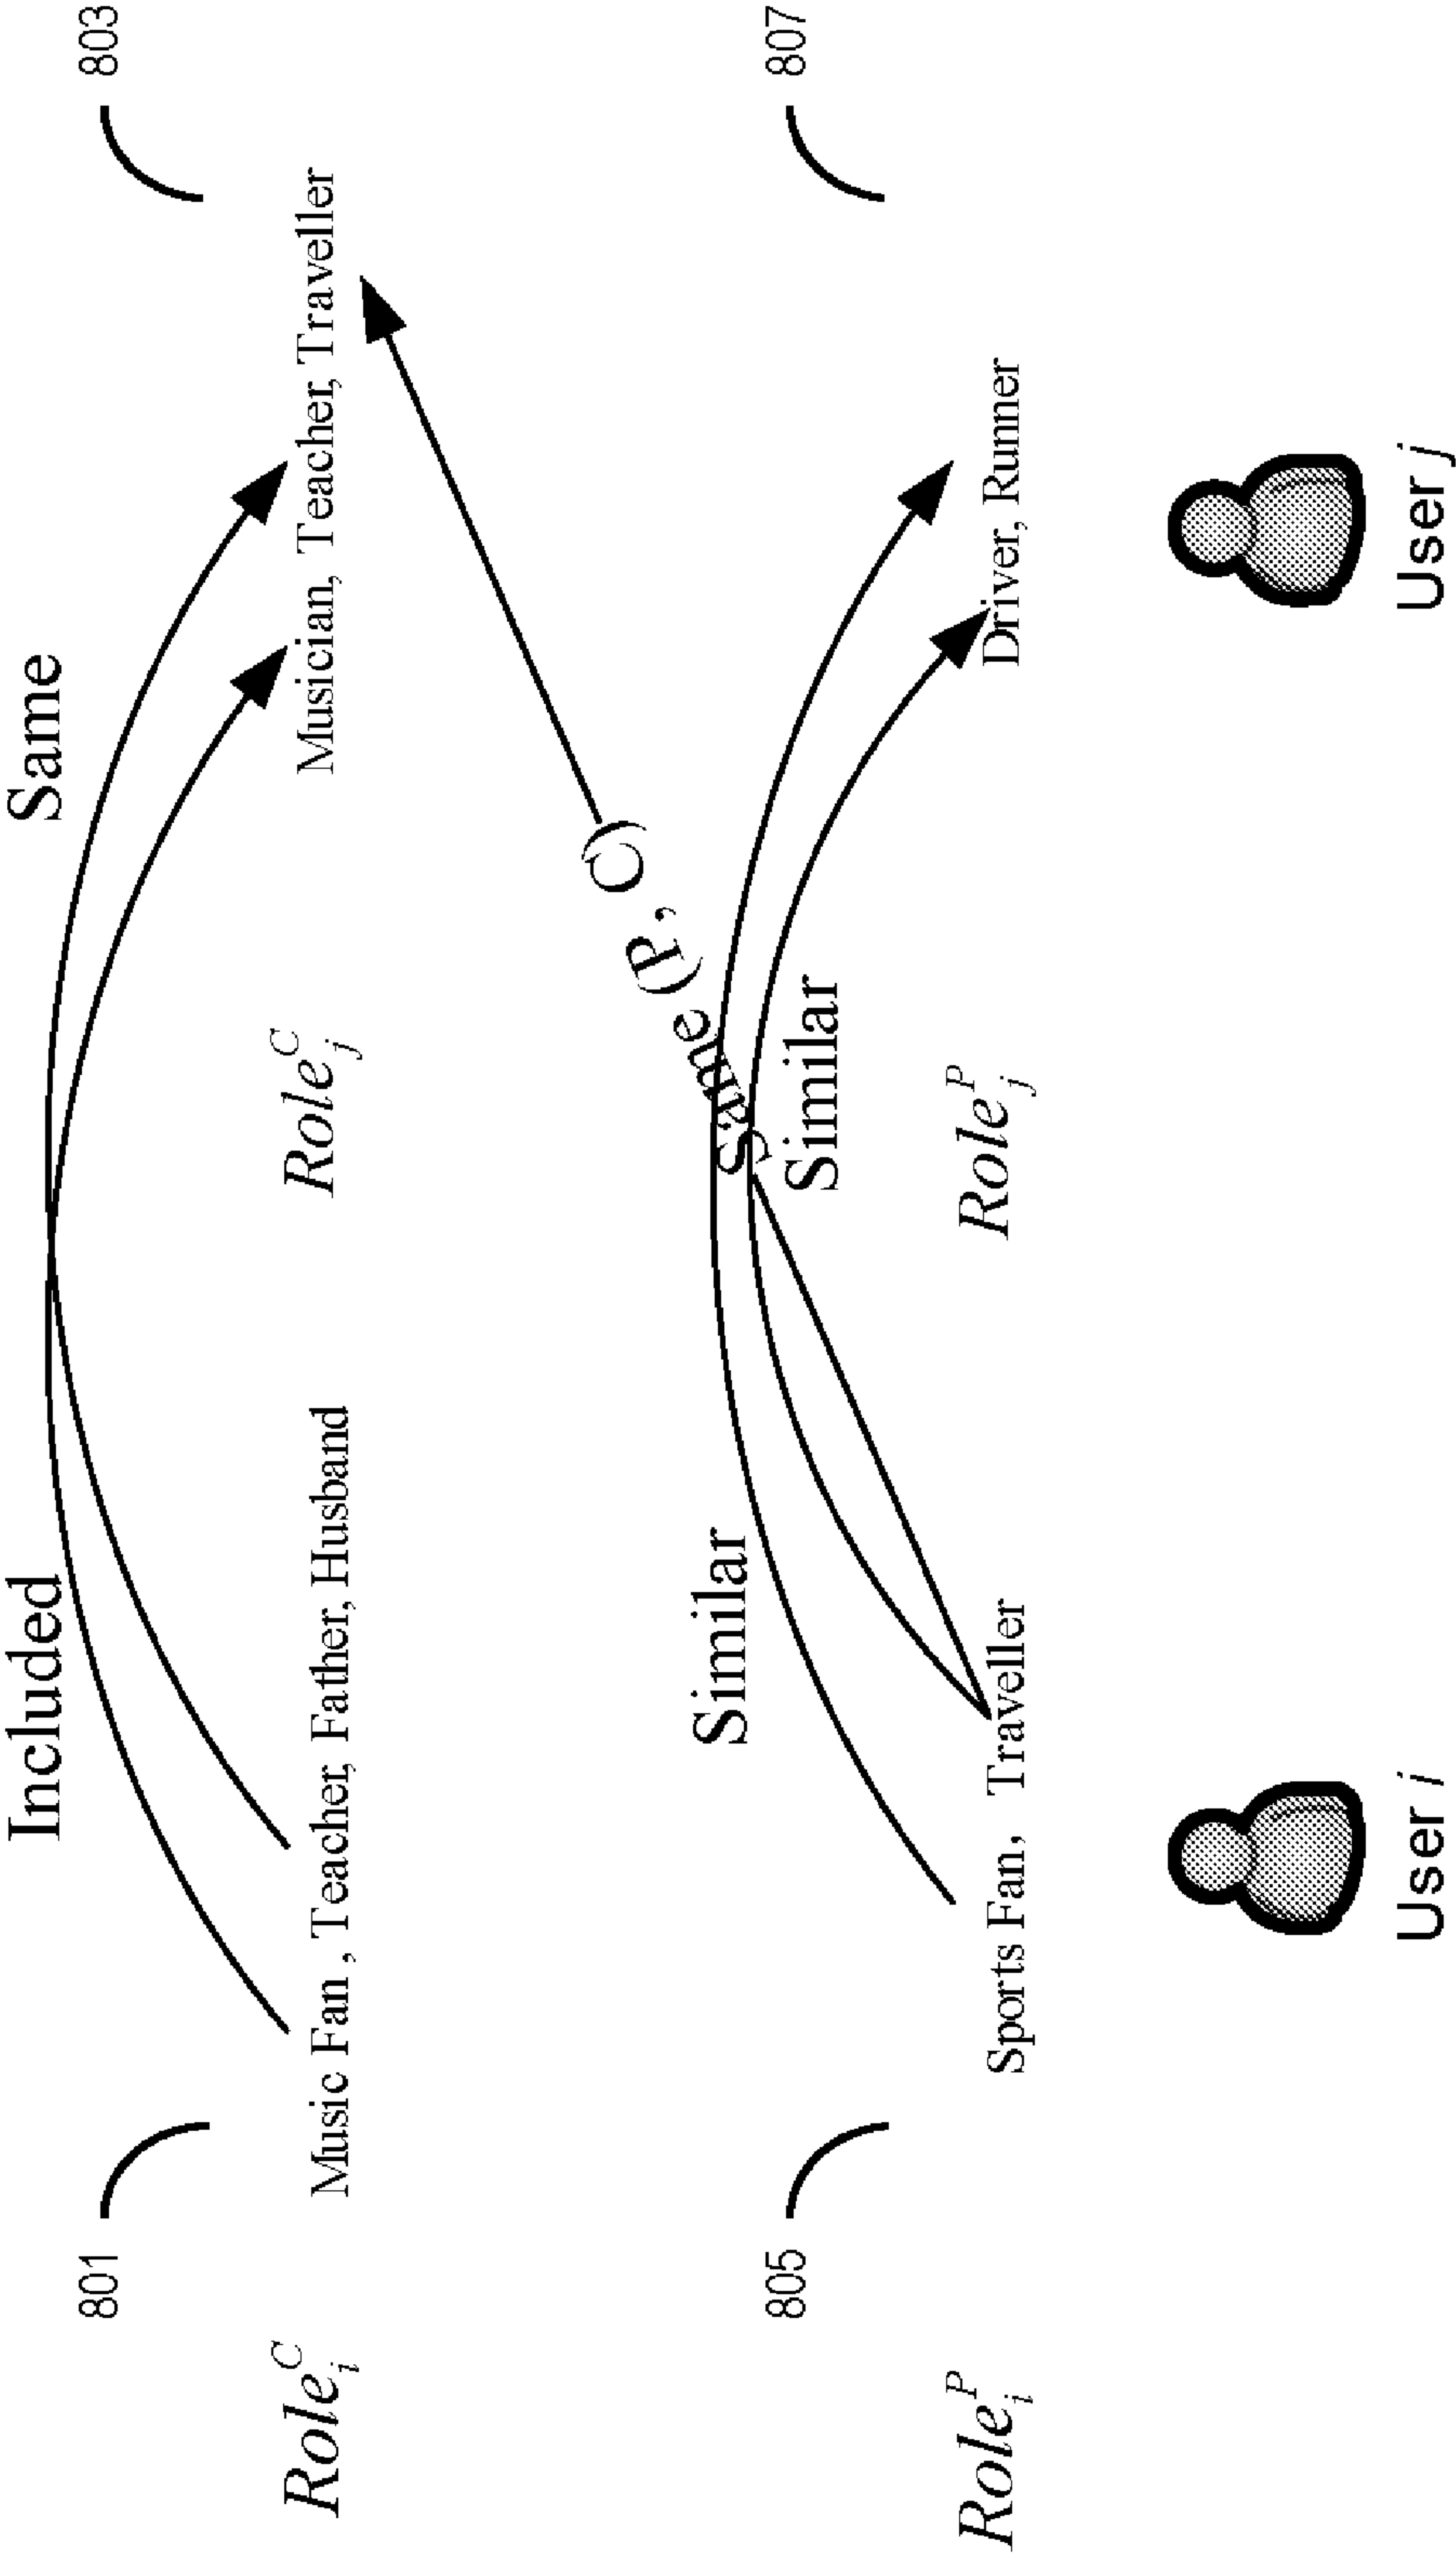 Included
Same
801
803
Role_i^C
Music Fan , Teacher, Father, Husband
Role_j^C
Musician, Teacher, Traveller
Same (P, C)
Similar
Similar
805
807
Role_i^P
Sports Fan, Traveller
Role_j^P
Driver, Runner
User i
User j